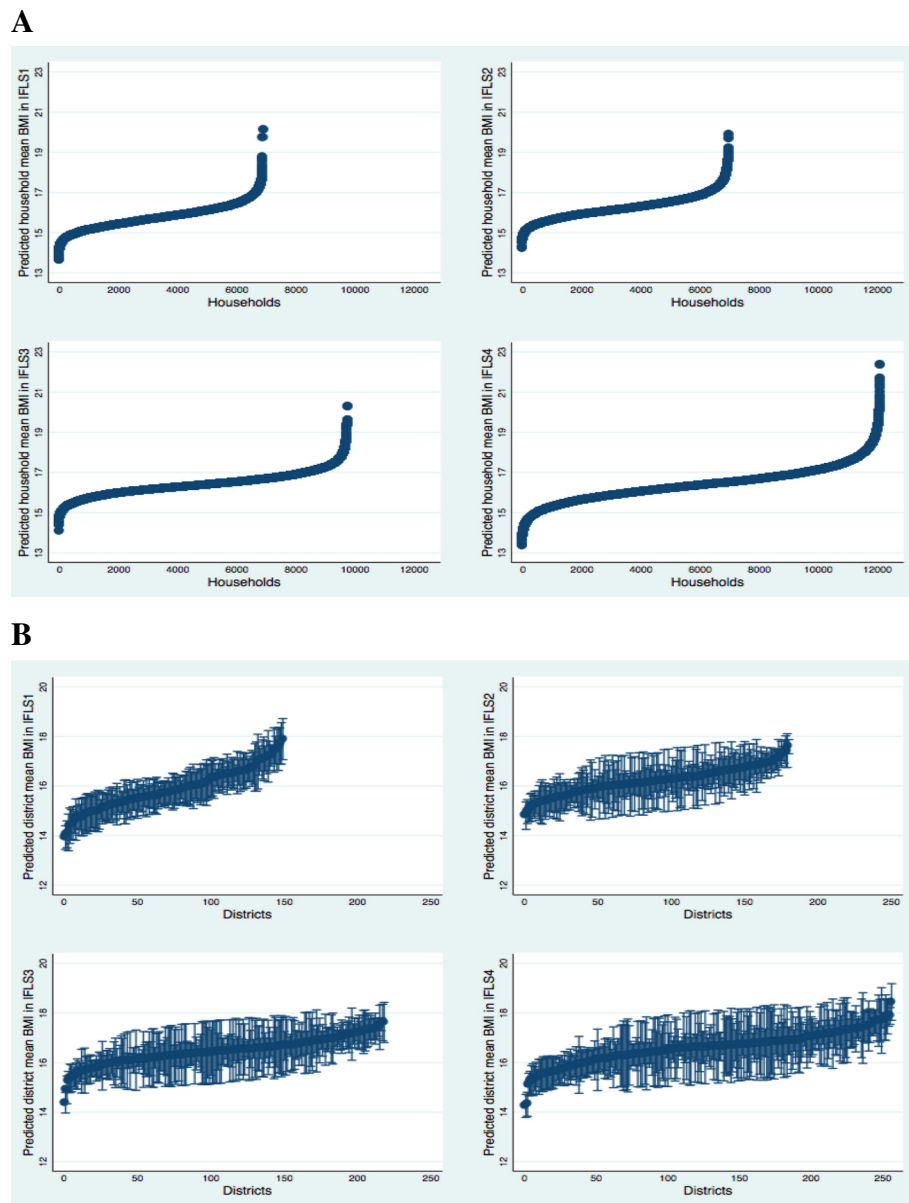 A
Predicted household mean BMI in IFLS1
23
21
19
17
15
13
0 2000 4000 6000 8000 10000 12000
Households
Predicted household mean BMI in IFLS2
23
21
19
17
15
13
0 2000 4000 6000 8000 10000 12000
Households
Predicted household mean BMI in IFLS3
23
21
19
17
15
13
0 2000 4000 6000 8000 10000 12000
Households
Predicted household mean BMI in IFLS4
23
21
19
17
15
13
0 2000 4000 6000 8000 10000 12000
Households
B
Predicted district mean BMI in IFLS1
20
18
16
14
12
0 50 100 150 200 250
Districts
Predicted district mean BMI in IFLS2
20
18
16
14
12
0 50 100 150 200 250
Districts
Predicted district mean BMI in IFLS3
20
18
16
14
12
0 50 100 150 200 250
Districts
Predicted district mean BMI in IFLS4
20
18
16
14
12
0 50 100 150 200 250
Districts